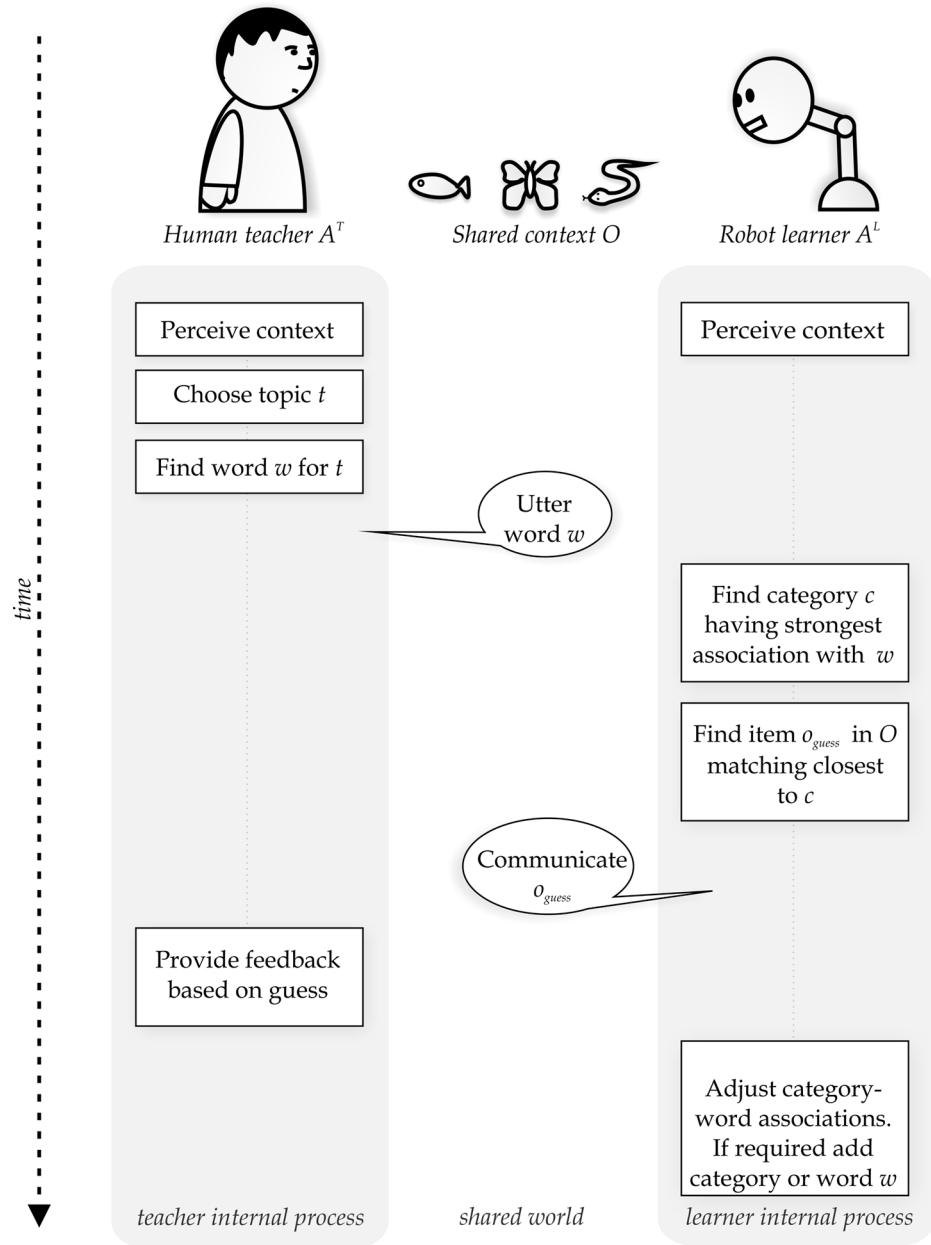 Human teacher Aᵀ
Shared context O
Robot learner Aᴸ
time
Perceive context
Perceive context
Choose topic t
Find word w for t
Utter
word w
Find category c
having strongest
association with w
Find item o_guess in O
matching closest
to c
Communicate
o_guess
Provide feedback
based on guess
Adjust category-
word associations.
If required add
category or word w
teacher internal process
shared world
learner internal process